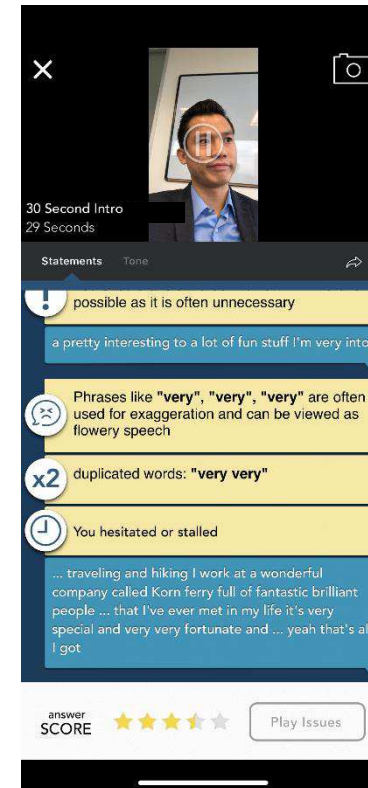 30 Second Intro
29 Seconds
Statements Tone
possible as it is often unnecessary
a pretty interesting to a lot of fun stuff I'm very into
Phrases like "very", "very", "very" are often
used for exaggeration and can be viewed as
flowery speech
x2 duplicated words: "very very"
You hesitated or stalled
... traveling and hiking I work at a wonderful
company called Korn ferry full of fantastic brilliant
people ... that I've ever met in my life it's very
special and very very fortunate and ... yeah that's al
I got
answer
SCORE
Play Issues